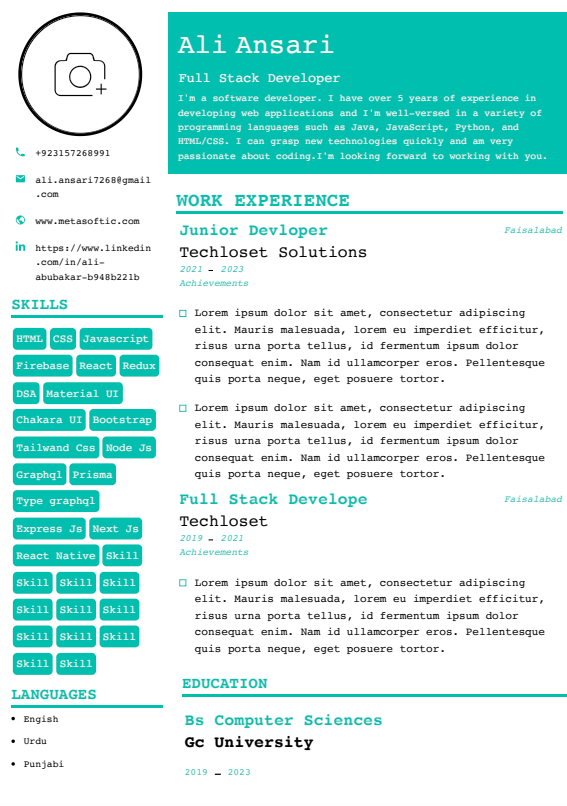 Ali Ansari
Full Stack Developer
I'm a software developer. I have over 5 years of experience in
developing web applications and I'm well-versed in a variety of
programming languages such as Java, JavaScript, Python, and
HTML/CSS. I can grasp new technologies quickly and am very
passionate about coding.I'm looking forward to working with you.
+923157268991
ali.ansari7268@gmail
.com
www.metasoftic.com
https://www.linkedin
.com/in/ali-
abubakar-b948b221b
SKILLS
HTML CSS Javascript
Firebase React Redux
DSA Material UI
Chakara UI Bootstrap
Tailwand Css Node Js
Graphql Prisma
Type graphql
Express Js Next Js
React Native Skill
Skill Skill Skill
Skill Skill Skill
Skill Skill Skill
Skill Skill
LANGUAGES
Engish
Urdu
Punjabi
WORK EXPERIENCE
Junior Devloper Faisalabad
Techloset Solutions
2021 – 2023
Achievements
Lorem ipsum dolor sit amet, consectetur adipiscing
elit. Mauris malesuada, lorem eu imperdiet efficitur,
risus urna porta tellus, id fermentum ipsum dolor
consequat enim. Nam id ullamcorper eros. Pellentesque
quis porta neque, eget posuere tortor.
Lorem ipsum dolor sit amet, consectetur adipiscing
elit. Mauris malesuada, lorem eu imperdiet efficitur,
risus urna porta tellus, id fermentum ipsum dolor
consequat enim. Nam id ullamcorper eros. Pellentesque
quis porta neque, eget posuere tortor.
Full Stack Develope Faisalabad
Techloset
2019 – 2021
Achievements
Lorem ipsum dolor sit amet, consectetur adipiscing
elit. Mauris malesuada, lorem eu imperdiet efficitur,
risus urna porta tellus, id fermentum ipsum dolor
consequat enim. Nam id ullamcorper eros. Pellentesque
quis porta neque, eget posuere tortor.
EDUCATION
Bs Computer Sciences
Gc University
2019 – 2023